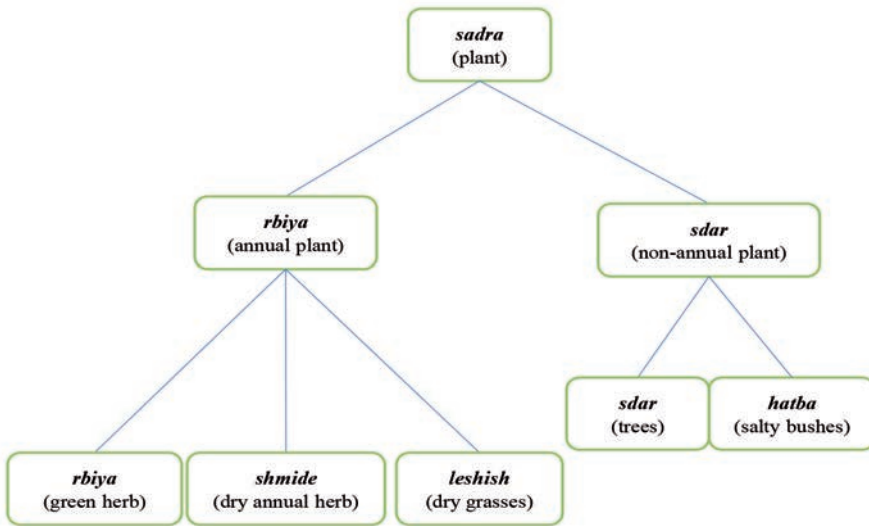 sadra
(plant)
rbiya
(annual plant)
sdar
(non-annual plant)
sdar
(trees)
hatba
(salty bushes)
rbiya
(green herb)
shmide
(dry annual herb)
leshish
(dry grasses)